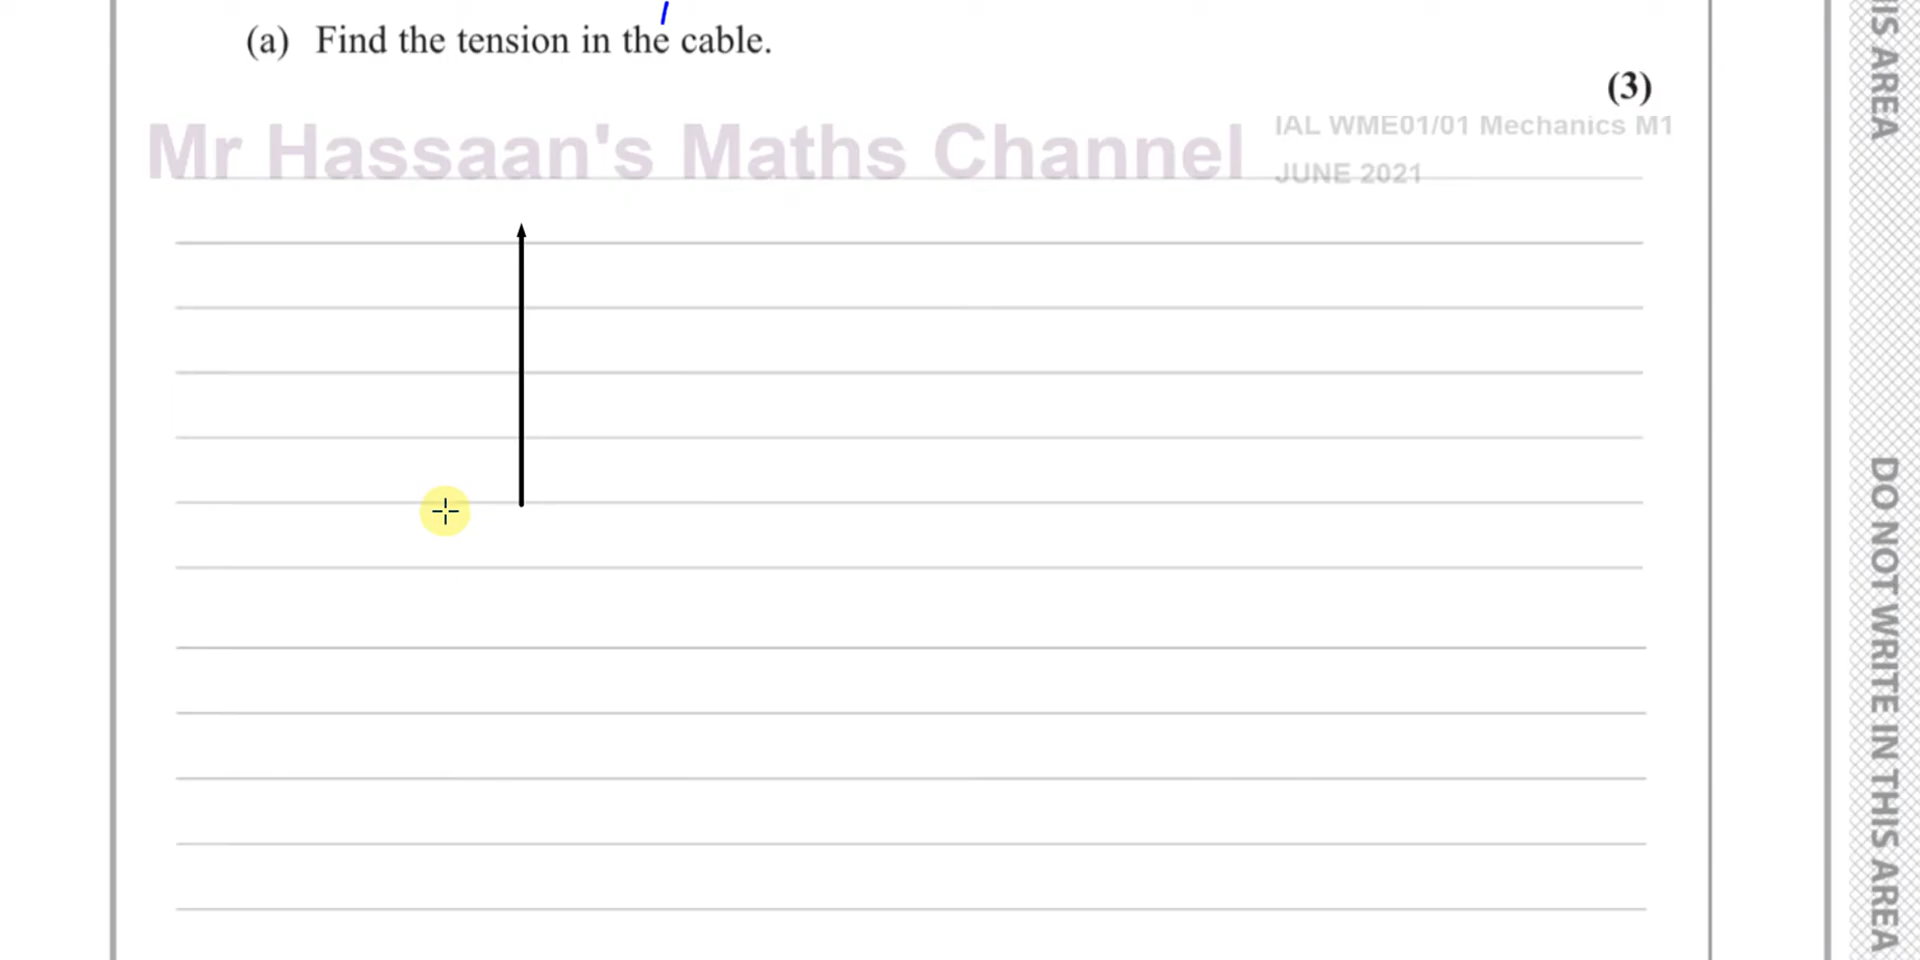 (a) Find the tension in the cable.
(3)
Mr Hassaan's Maths Channel
IAL WME01/01 Mechanics M1
JUNE 2021
IS AREA
DO NOT WRITE IN THIS AREA